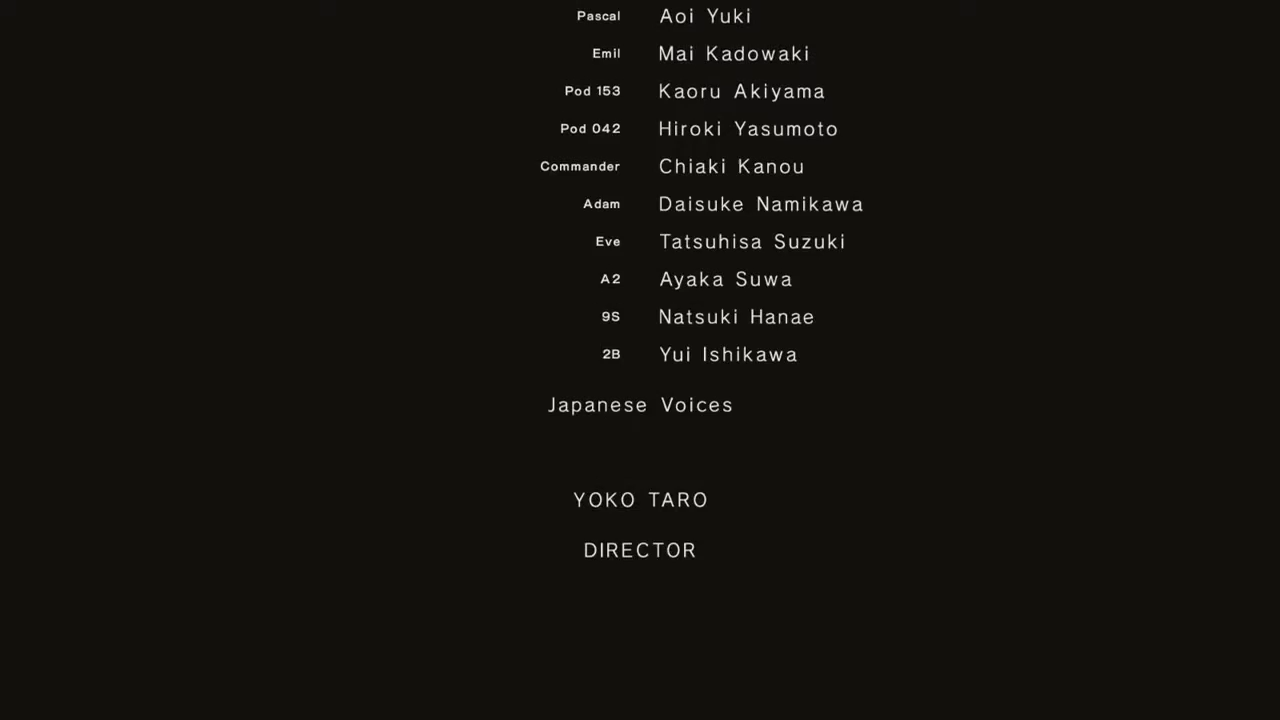 Pascal Aoi Yuki
Emil Mai Kadowaki
Pod 153 Kaoru Akiyama
Pod 042 Hiroki Yasumoto
Commander Chiaki Kanou
Adam Daisuke Namikawa
Eve Tatsuhisa Suzuki
A2 Ayaka Suwa
9S Natsuki Hanae
2B Yui Ishikawa
Japanese Voices
YOKO TARO
DIRECTOR